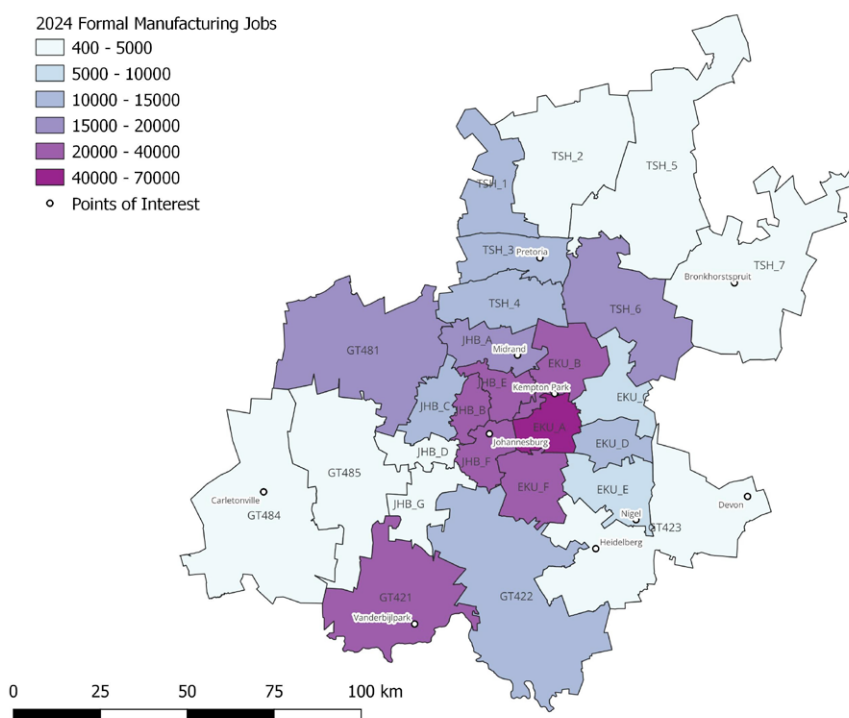 2024 Formal Manufacturing Jobs
400 - 5000
5000 - 10000
10000 - 15000
15000 - 20000
20000 - 40000
40000 - 70000
Points of Interest
TSH_2
TSH_5
TSH_1
TSH_3
Pretoria
TSH_7
Bronkhorstspruit
TSH_4
TSH_6
JHB_A
Midrand
GT481
EKU_B
JHB_E
Kempton Park
EKU_C
JHB_C
JHB_B
EKU_A
Johannesburg
EKU_D
JHB_D
JHB_F
GT485
EKU_F
EKU_E
Carletonville
GT484
JHB_G
Devon
Nigel
GT423
Heidelberg
GT421
GT422
Vanderbijlpark
0 25 50 75 100 km